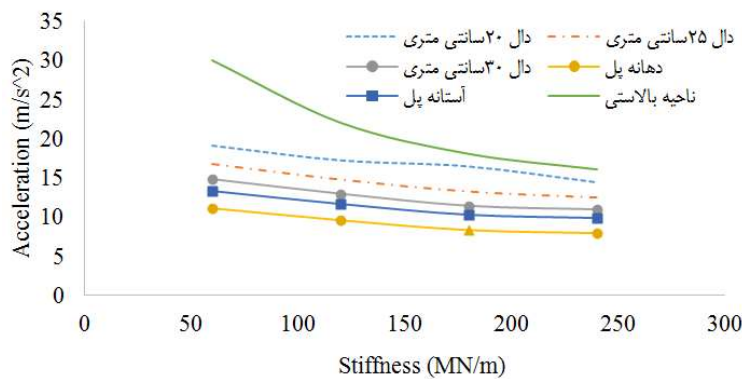 35
30
25
20
15
10
5
0
Acceleration (m/s^2)
دال ۲۰سانتی متری
دال ۲۵سانتی متری
دال ۳۰سانتی متری
دهانه پل
آستانه پل
ناحیه بالاستی
0 50 100 150 200 250 300
Stiffness (MN/m)